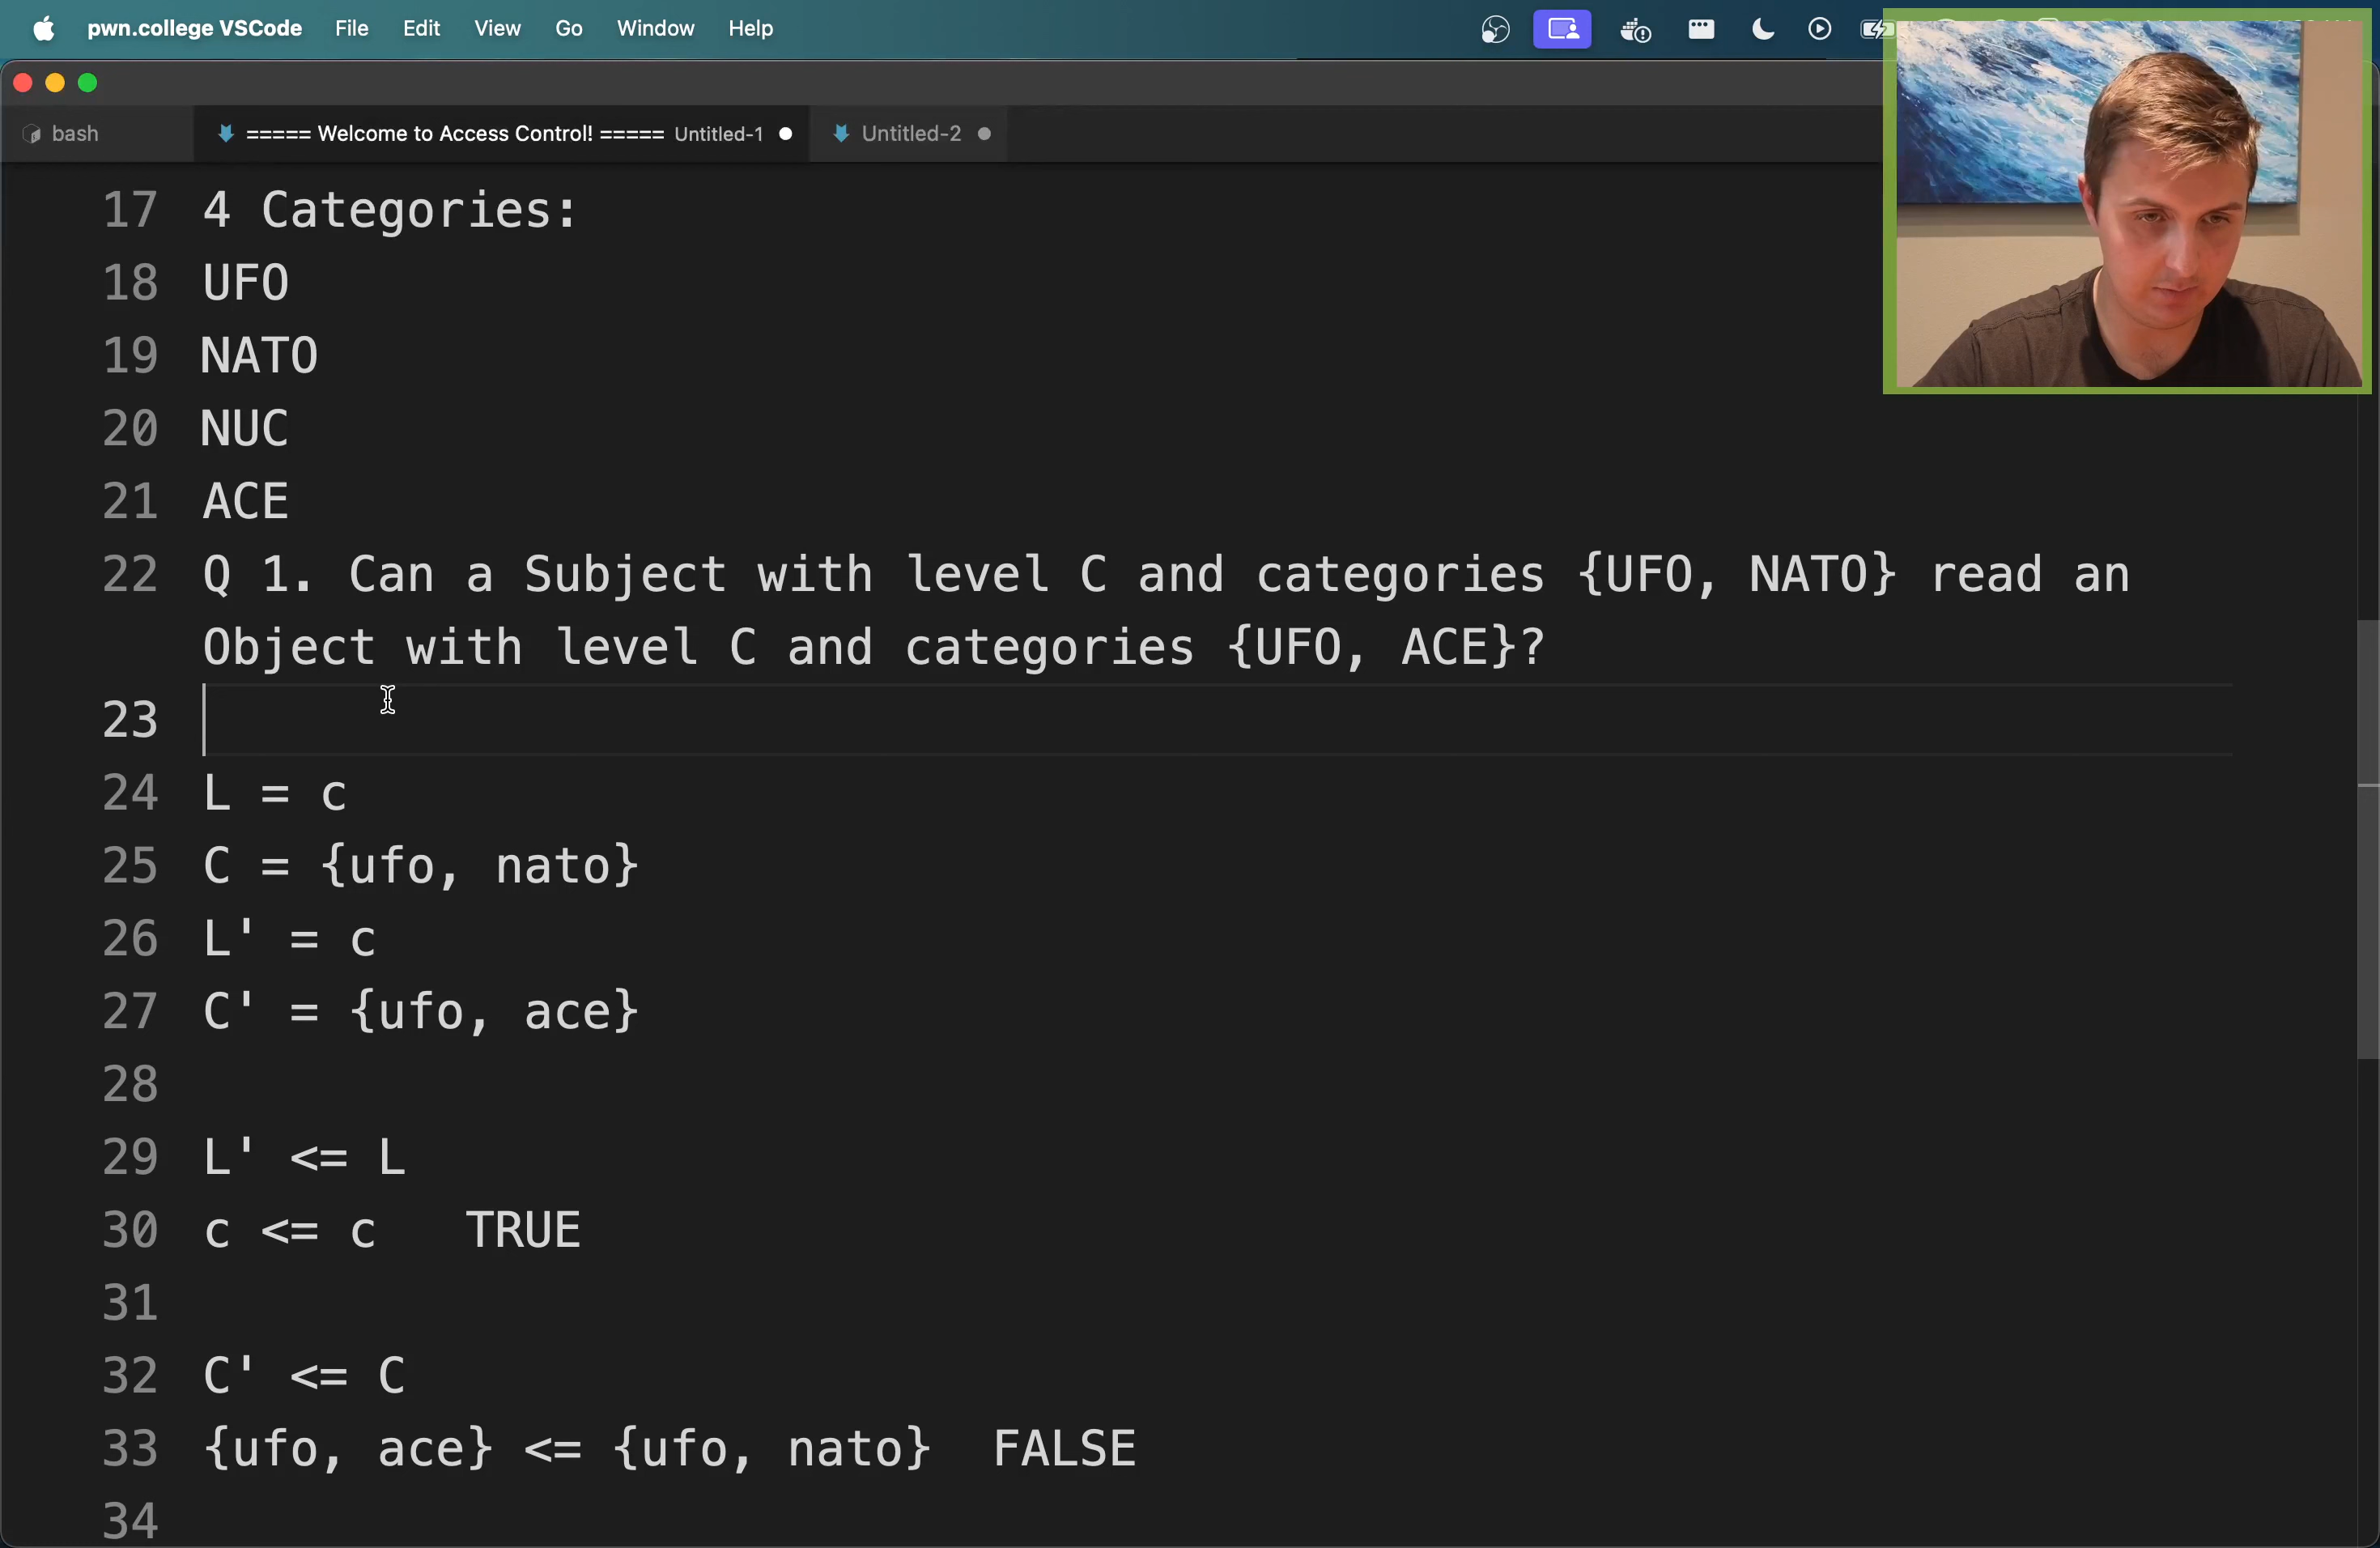 pwn.college VSCode File Edit View Go Window Help
bash ===== Welcome to Access Control! ===== Untitled-1 Untitled-2
17 4 Categories:
18 UFO
19 NATO
20 NUC
21 ACE
22 Q 1. Can a Subject with level C and categories {UFO, NATO} read an
Object with level C and categories {UFO, ACE}?
23
24 L = c
25 C = {ufo, nato}
26 L' = c
27 C' = {ufo, ace}
28
29 L' <= L
30 c <= c   TRUE
31
32 C' <= C
33 {ufo, ace} <= {ufo, nato}  FALSE
34